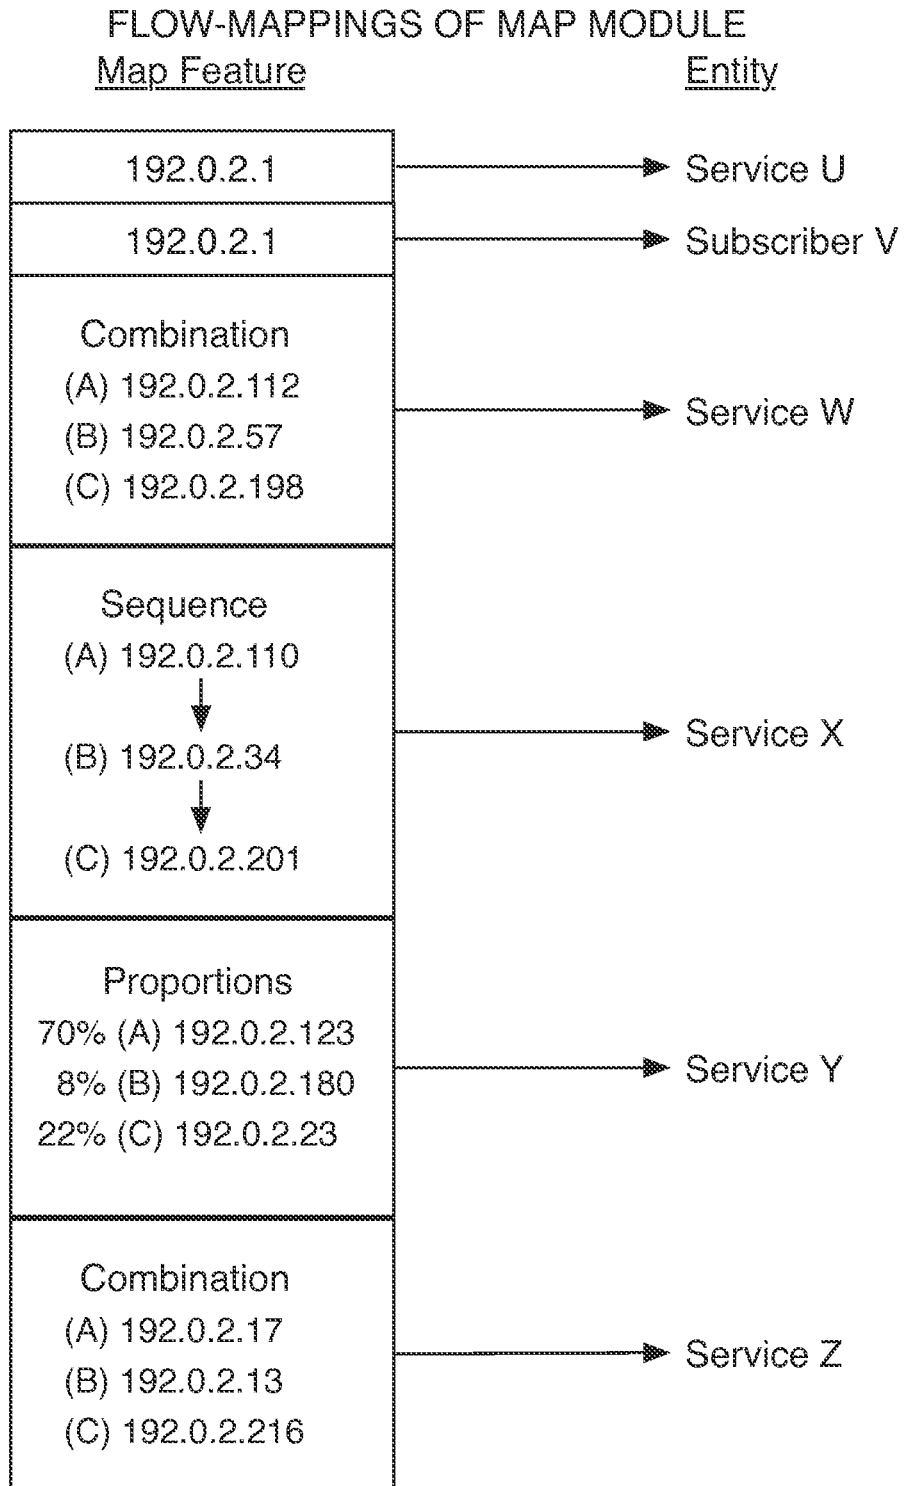 FLOW-MAPPINGS OF MAP MODULE
Map Feature Entity
192.0.2.1 Service U
192.0.2.1 Subscriber V
Combination
(A) 192.0.2.112
(B) 192.0.2.57
(C) 192.0.2.198
Service W
Sequence
(A) 192.0.2.110
(B) 192.0.2.34
(C) 192.0.2.201
Service X
Proportions
70% (A) 192.0.2.123
8% (B) 192.0.2.180
22% (C) 192.0.2.23
Service Y
Combination
(A) 192.0.2.17
(B) 192.0.2.13
(C) 192.0.2.216
Service Z